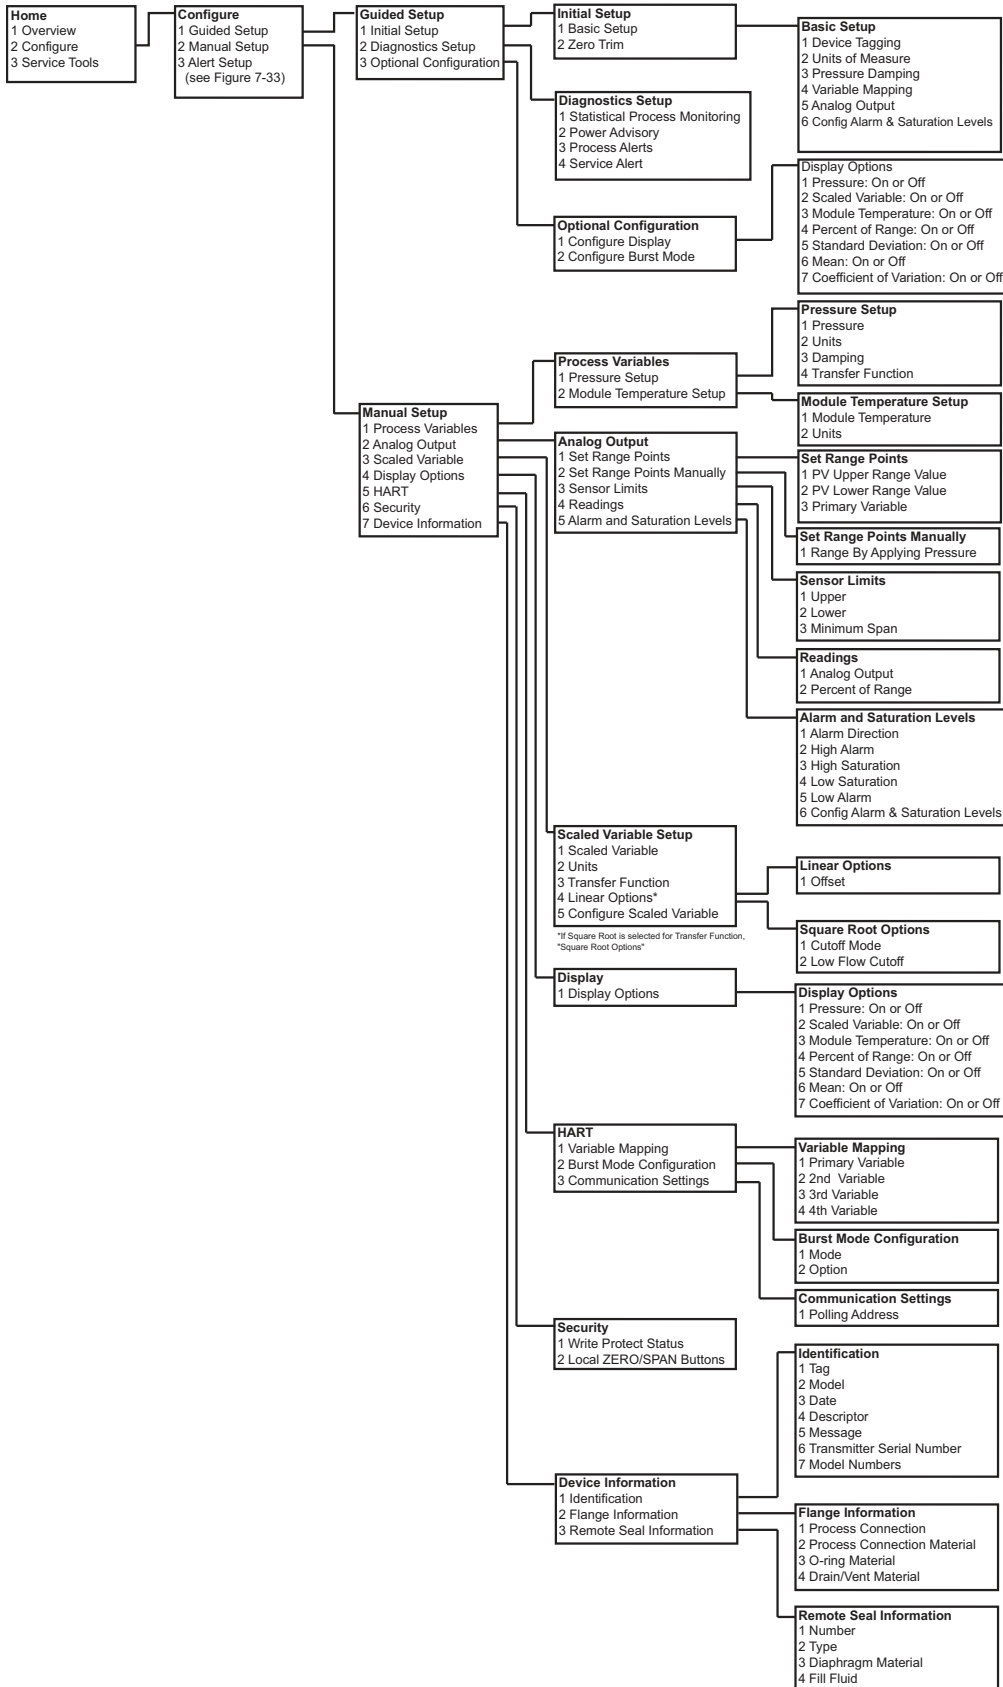 Home
1 Overview
2 Configure
3 Service Tools
Configure
1 Guided Setup
2 Manual Setup
3 Alert Setup
(see Figure 7-33)
Guided Setup
1 Initial Setup
2 Diagnostics Setup
3 Optional Configuration
Initial Setup
1 Basic Setup
2 Zero Trim
Basic Setup
1 Device Tagging
2 Units of Measure
3 Pressure Damping
4 Variable Mapping
5 Analog Output
6 Config Alarm & Saturation Levels
Diagnostics Setup
1 Statistical Process Monitoring
2 Power Advisory
3 Process Alerts
4 Service Alert
Optional Configuration
1 Configure Display
2 Configure Burst Mode
Display Options
1 Pressure: On or Off
2 Scaled Variable: On or Off
3 Module Temperature: On or Off
4 Percent of Range: On or Off
5 Standard Deviation: On or Off
6 Mean: On or Off
7 Coefficient of Variation: On or Off
Manual Setup
1 Process Variables
2 Analog Output
3 Scaled Variable
4 Display Options
5 HART
6 Security
7 Device Information
Process Variables
1 Pressure Setup
2 Module Temperature Setup
Pressure Setup
1 Pressure
2 Units
3 Damping
4 Transfer Function
Module Temperature Setup
1 Module Temperature
2 Units
Analog Output
1 Set Range Points
2 Set Range Points Manually
3 Sensor Limits
4 Readings
5 Alarm and Saturation Levels
Set Range Points
1 PV Upper Range Value
2 PV Lower Range Value
3 Primary Variable
Set Range Points Manually
1 Range By Applying Pressure
Sensor Limits
1 Upper
2 Lower
3 Minimum Span
Readings
1 Analog Output
2 Percent of Range
Alarm and Saturation Levels
1 Alarm Direction
2 High Alarm
3 High Saturation
4 Low Saturation
5 Low Alarm
6 Config Alarm & Saturation Levels
Scaled Variable Setup
1 Scaled Variable
2 Units
3 Transfer Function
4 Linear Options*
5 Configure Scaled Variable
*If Square Root is selected for Transfer Function,
"Square Root Options"
Linear Options
1 Offset
Square Root Options
1 Cutoff Mode
2 Low Flow Cutoff
Display
1 Display Options
Display Options
1 Pressure: On or Off
2 Scaled Variable: On or Off
3 Module Temperature: On or Off
4 Percent of Range: On or Off
5 Standard Deviation: On or Off
6 Mean: On or Off
7 Coefficient of Variation: On or Off
HART
1 Variable Mapping
2 Burst Mode Configuration
3 Communication Settings
Variable Mapping
1 Primary Variable
2 2nd Variable
3 3rd Variable
4 4th Variable
Burst Mode Configuration
1 Mode
2 Option
Communication Settings
1 Polling Address
Security
1 Write Protect Status
2 Local ZERO/SPAN Buttons
Identification
1 Tag
2 Model
3 Date
4 Descriptor
5 Message
6 Transmitter Serial Number
7 Model Numbers
Device Information
1 Identification
2 Flange Information
3 Remote Seal Information
Flange Information
1 Process Connection
2 Process Connection Material
3 O-ring Material
4 Drain/Vent Material
Remote Seal Information
1 Number
2 Type
3 Diaphragm Material
4 Fill Fluid